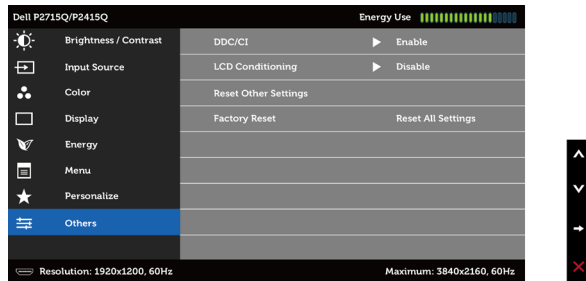 Dell P2715Q/P2415Q Energy Use
Brightness / Contrast DDC/CI Enable
Input Source LCD Conditioning Disable
Color Reset Other Settings
Display Factory Reset Reset All Settings
Energy
Menu
Personalize
Others
Resolution: 1920x1200, 60Hz Maximum: 3840x2160, 60Hz